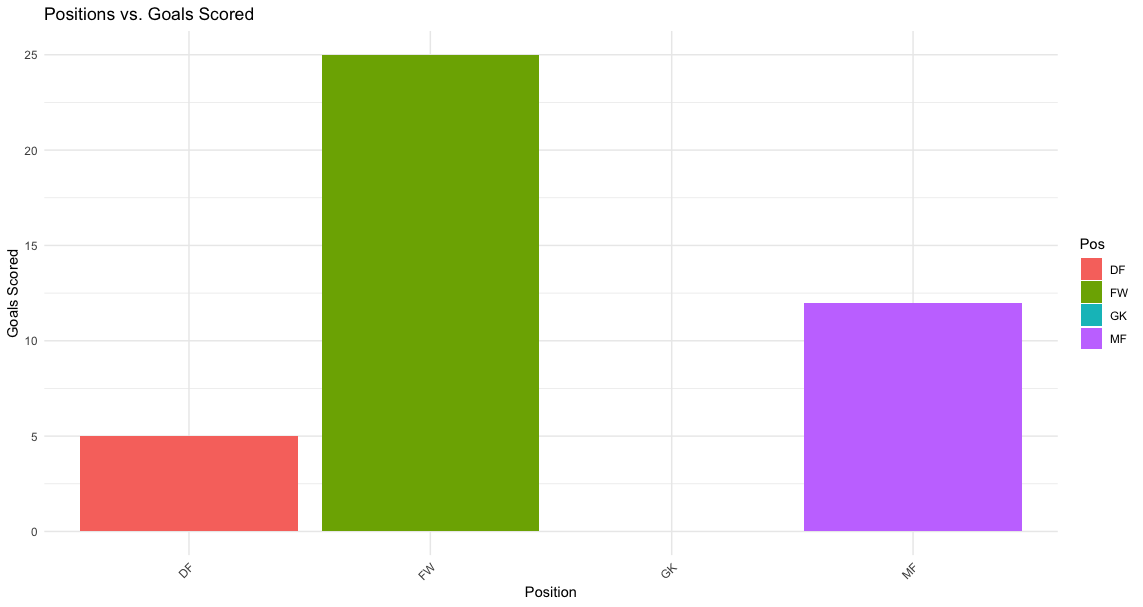 Positions vs. Goals Scored
Goals Scored
25
20
15
10
5
0
DF
FW
GK
MF
Position
Pos
DF
FW
GK
MF